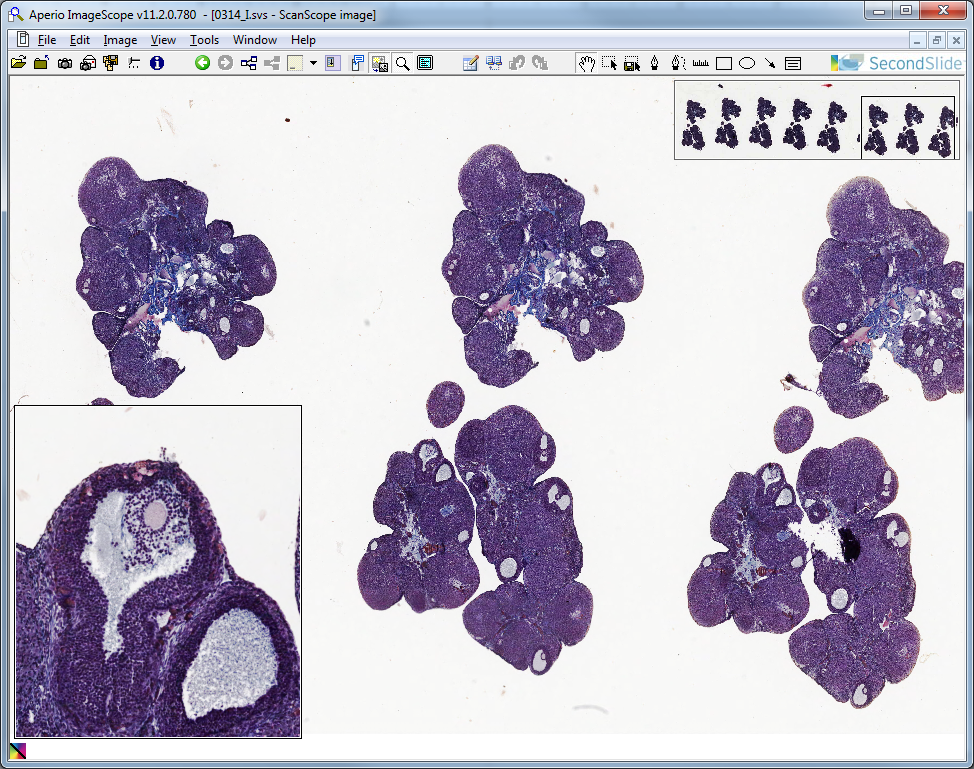 Aperio ImageScope v11.2.0.780 - [0314_I.svs - ScanScope image]
File Edit Image View Tools Window Help
SecondSlide